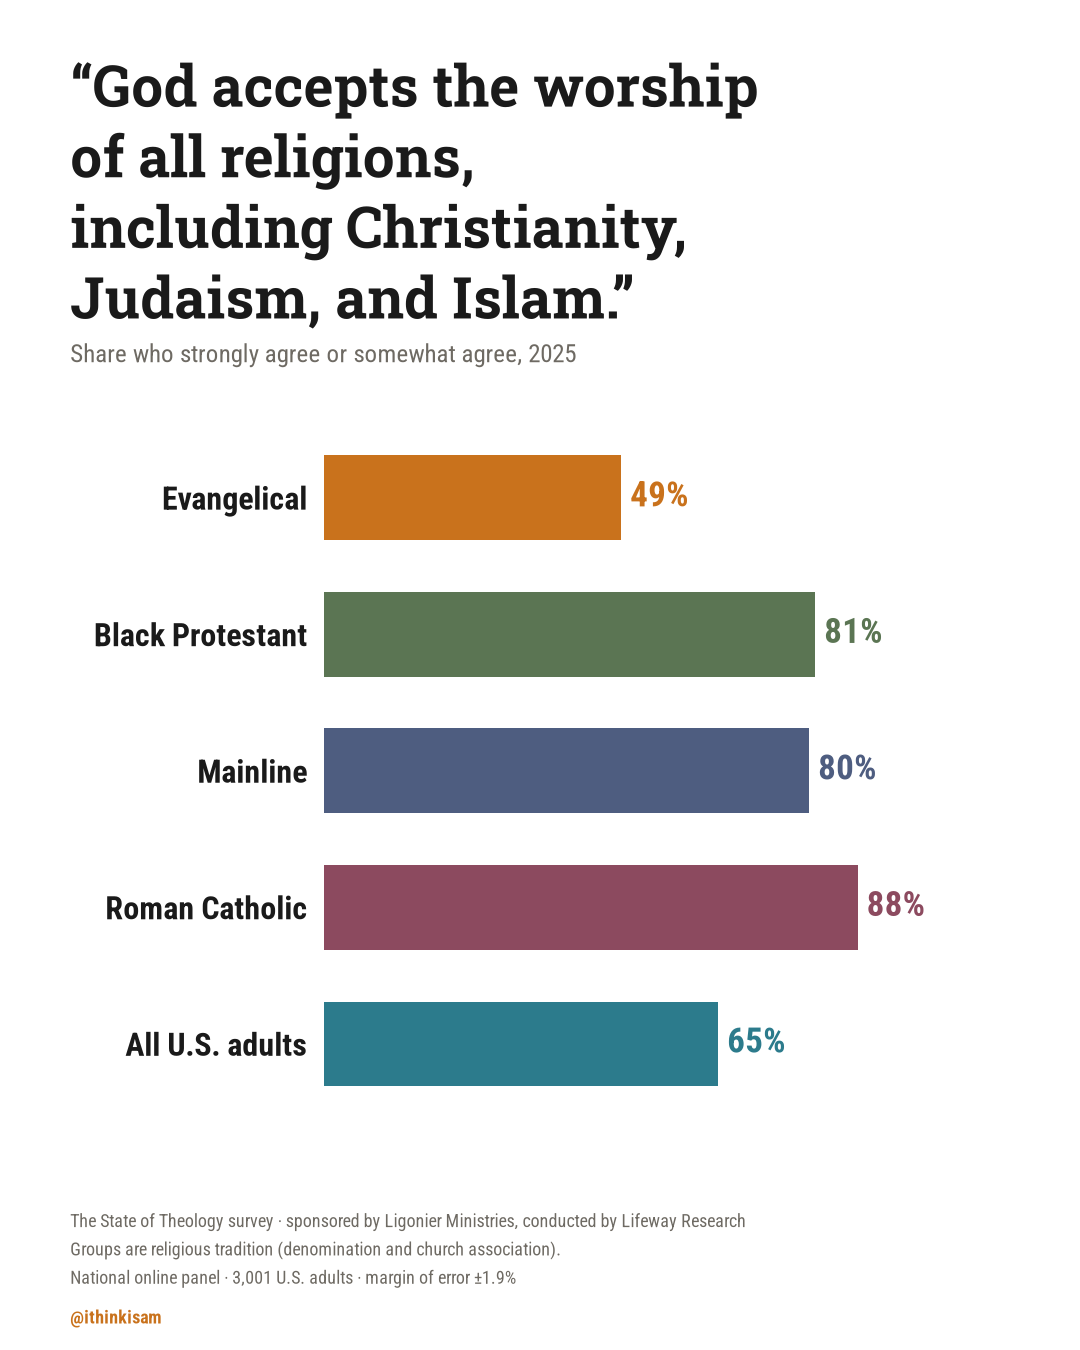 “God accepts the worship
of all religions,
including Christianity,
Judaism, and Islam.”
Share who strongly agree or somewhat agree, 2025
Evangelical 49%
Black Protestant 81%
Mainline 80%
Roman Catholic 88%
All U.S. adults 65%
The State of Theology survey · sponsored by Ligonier Ministries, conducted by Lifeway Research
Groups are religious tradition (denomination and church association).
National online panel · 3,001 U.S. adults · margin of error ±1.9%
@ithinkisam